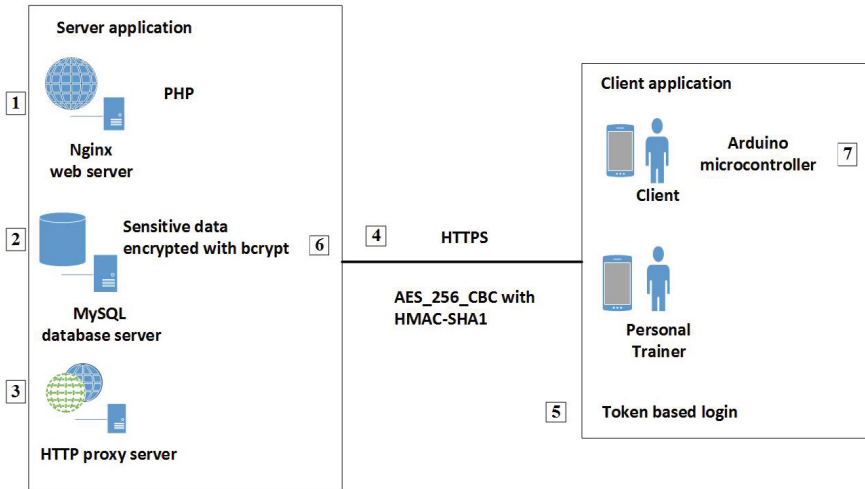 Server application
1
PHP
Nginx
web server
2
Sensitive data
encrypted with bcrypt
6
MySQL
database server
3
HTTP proxy server
4
HTTPS
AES_256_CBC with
HMAC-SHA1
5
Client application
Arduino
microcontroller
7
Client
Personal
Trainer
Token based login